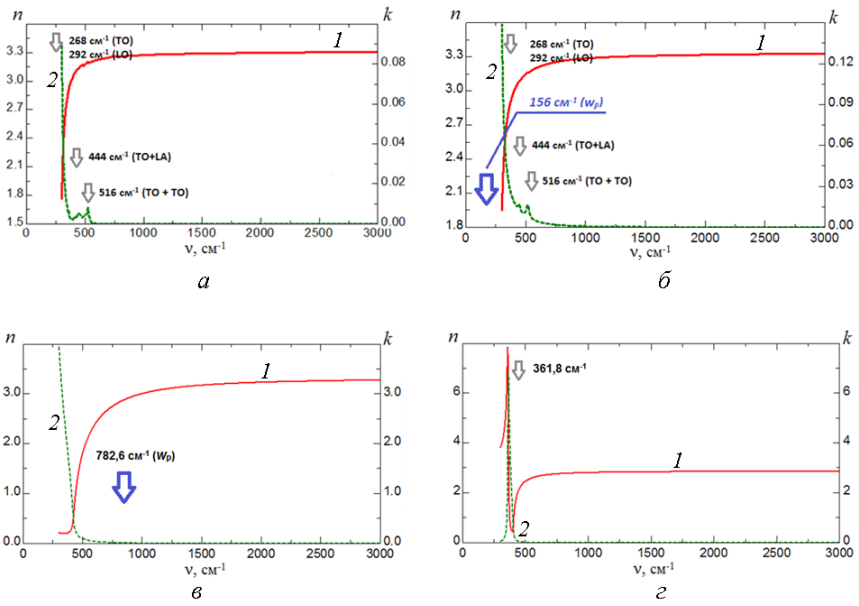 n
k
268 см-1 (TO)
292 см-1 (LO)
1
2
444 см-1 (TO+LA)
516 см-1 (TO + TO)
3.3
3.0
2.7
2.4
2.1
1.8
1.5
0.08
0.06
0.04
0.02
0.00
0 500 1000 1500 2000 2500 3000
ν, см-1
а
n
k
268 см-1 (TO)
292 см-1 (LO)
1
2
156 см-1 (wp)
444 см-1 (TO+LA)
516 см-1 (TO + TO)
3.3
3.0
2.7
2.4
2.1
1.8
0.12
0.09
0.06
0.03
0.00
0 500 1000 1500 2000 2500 3000
ν, см-1
б
n
k
1
2
782,6 см-1 (Wp)
3.0
2.0
1.0
0.0
3.0
2.0
1.0
0.0
0 500 1000 1500 2000 2500 3000
ν, см-1
в
n
k
361,8 см-1
1
2
6
4
2
0
6
4
2
0
0 500 1000 1500 2000 2500 3000
ν, см-1
г